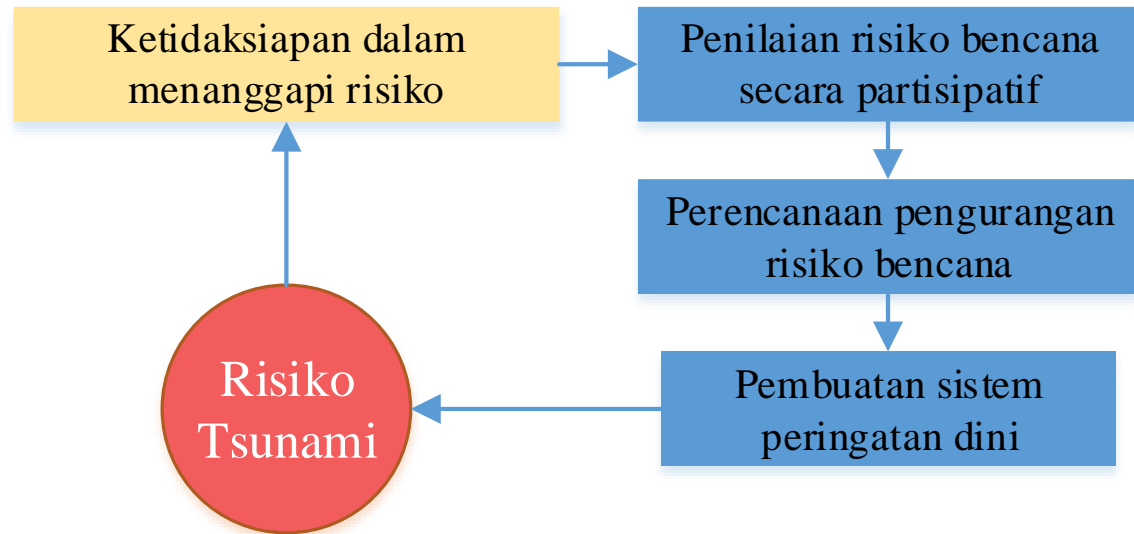 Ketidaksiapan dalam
menanggapi risiko
Penilaian risiko bencana
secara partisipatif
Perencanaan pengurangan
risiko bencana
Pembuatan sistem
peringatan dini
Risiko
Tsunami